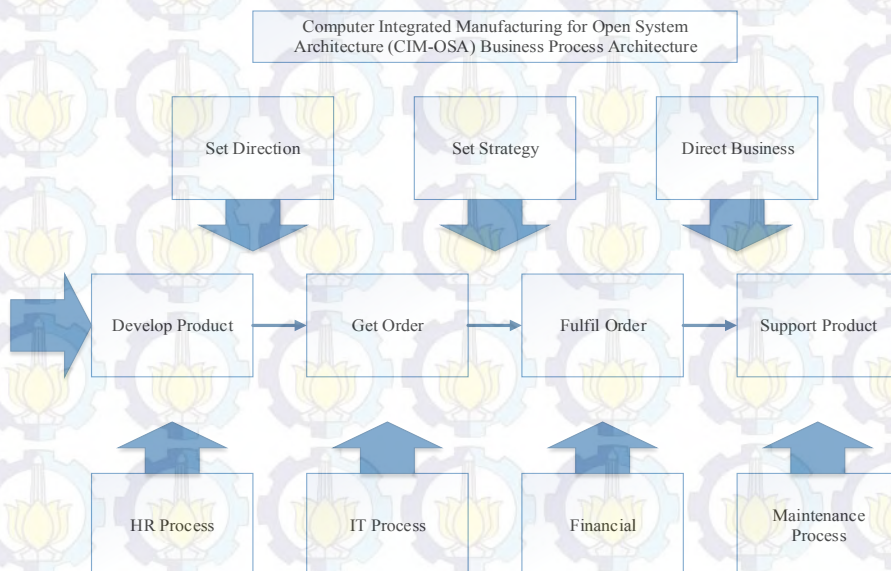 Computer Integrated Manufacturing for Open System
Architecture (CIM-OSA) Business Process Architecture
Set Direction
Set Strategy
Direct Business
Develop Product
Get Order
Fulfil Order
Support Product
HR Process
IT Process
Financial
Maintenance
Process